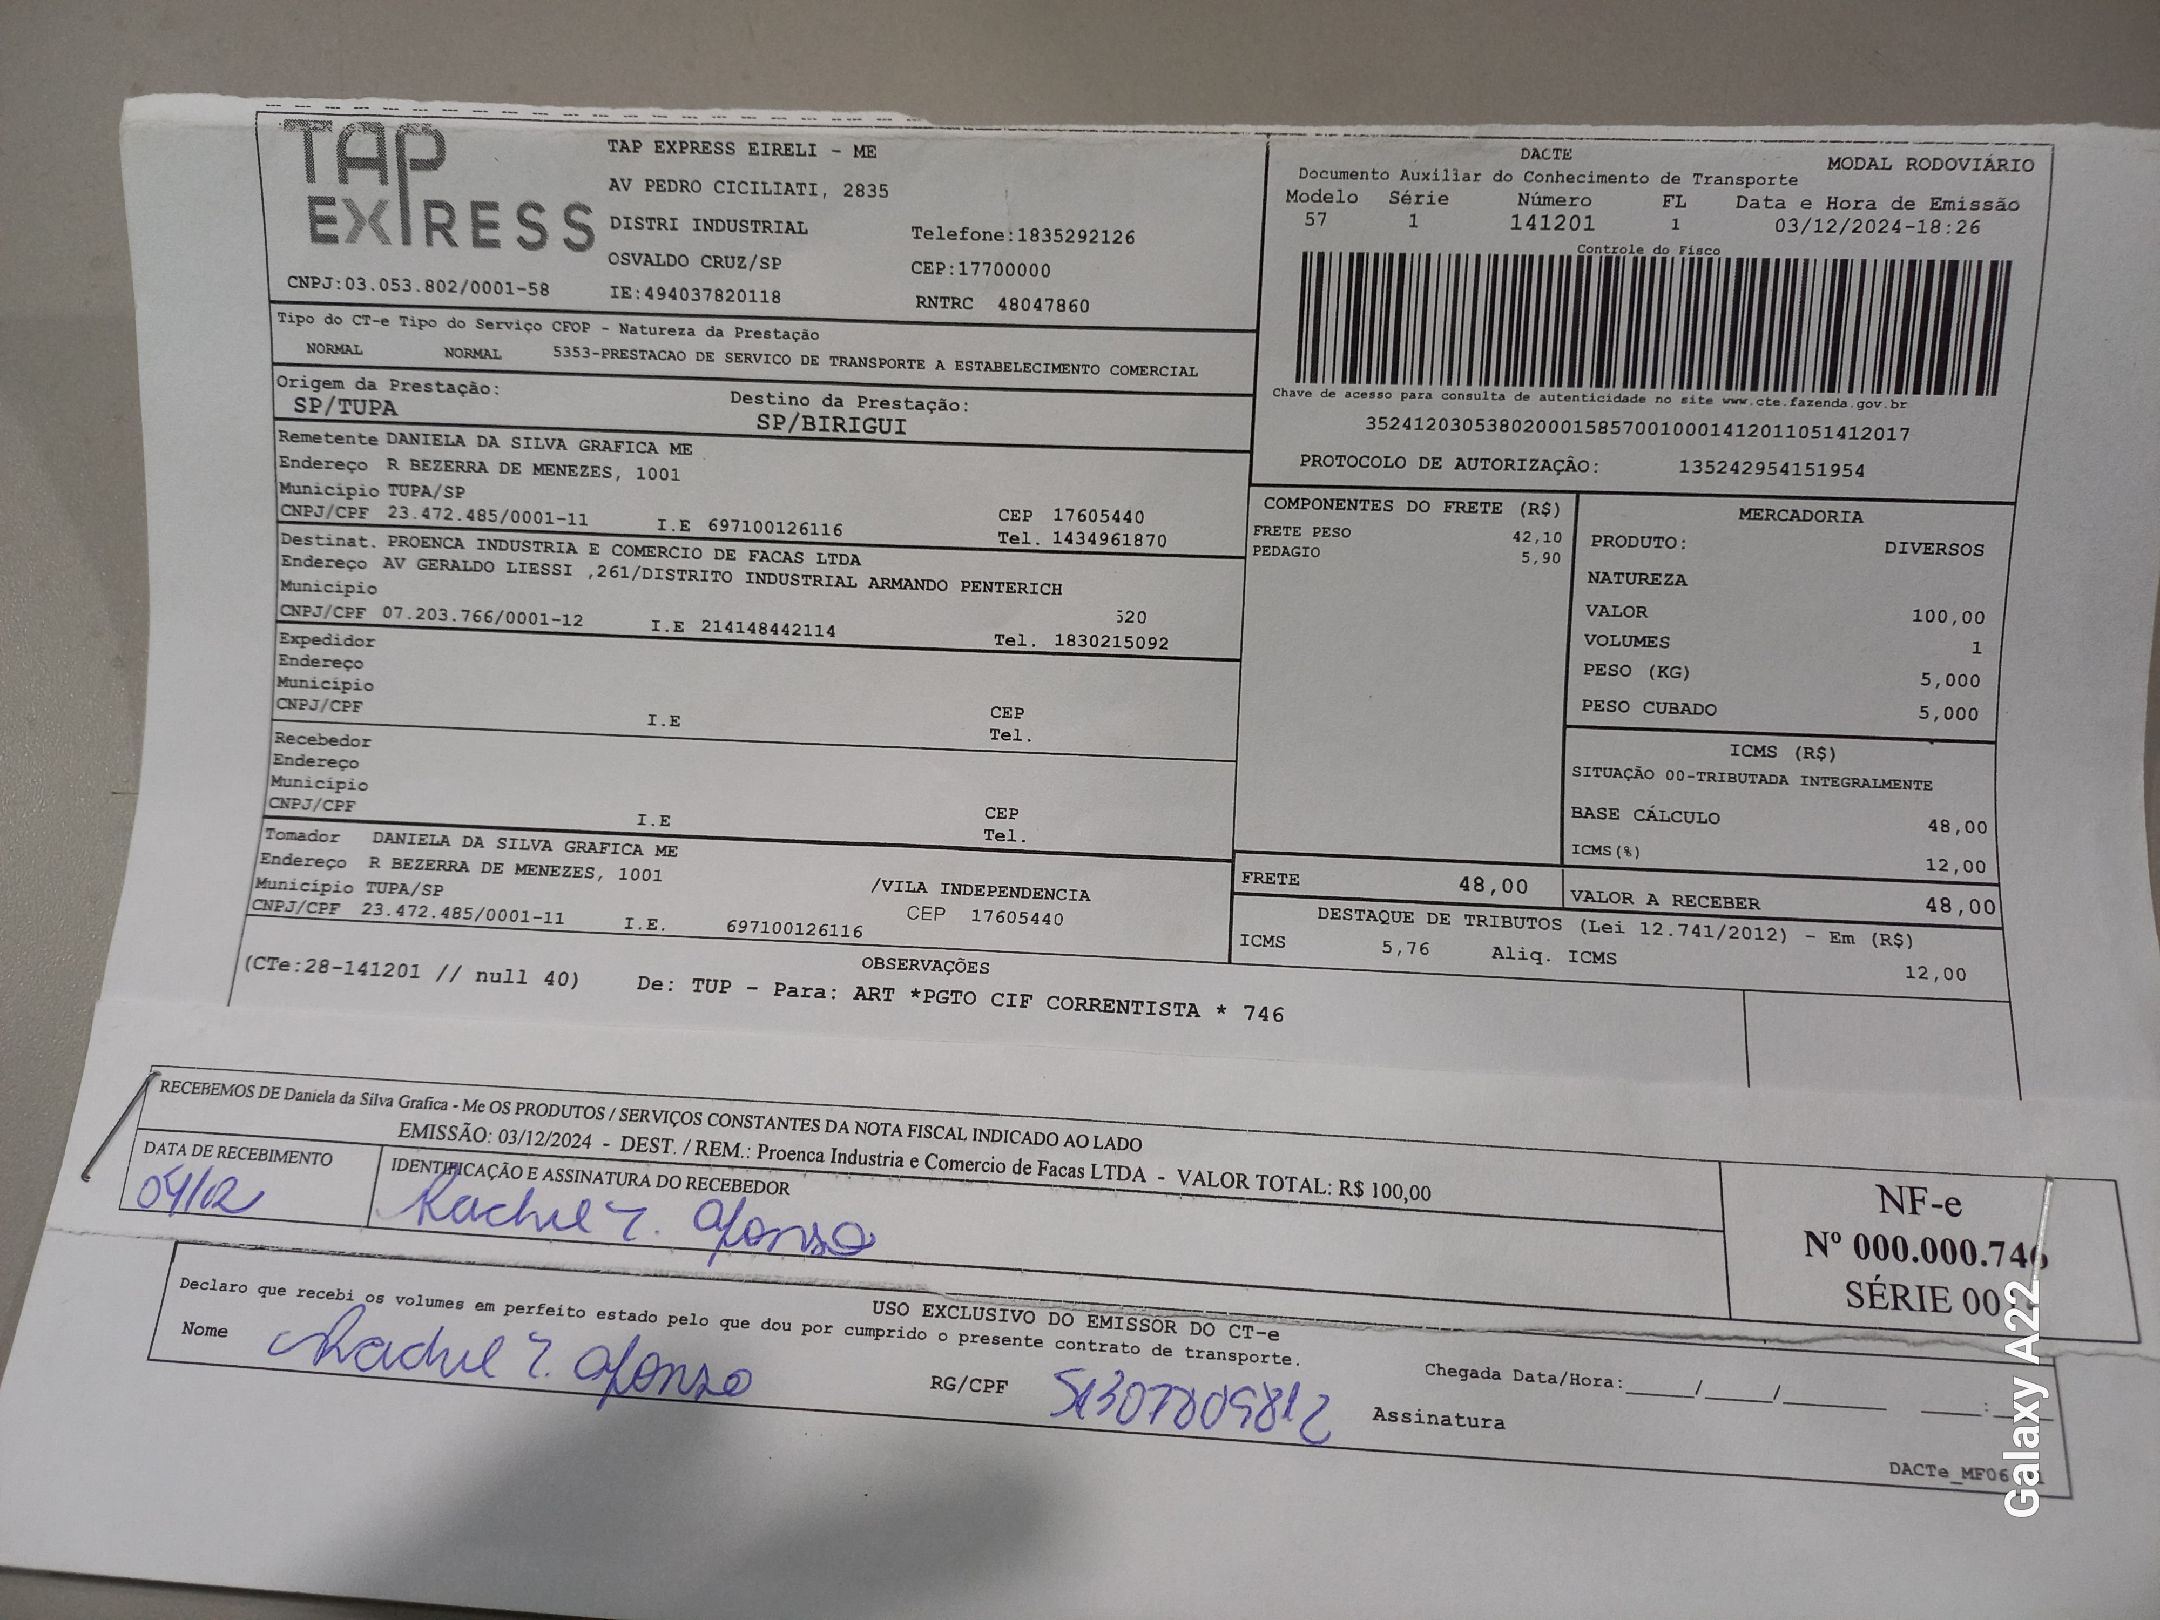 TAP
EXPRESS
TAP EXPRESS EIRELI - ME
AV PEDRO CICILIATI, 2835
DISTRI INDUSTRIAL
Telefone:1835292126
OSVALDO CRUZ/SP
CEP:17700000
CNPJ:03.053.802/0001-58
IE:494037820118
RNTRC 48047860
DACTE
MODAL RODOVIÁRIO
Documento Auxiliar do Conhecimento de Transporte
Modelo Série Número FL Data e Hora de Emissão
57 1 141201 1 03/12/2024-18:26
Controle do Fisco
Chave de acesso para consulta de autenticidade no site www.cte.fazenda.gov.br
35241203053802000158570010001412011051412017
PROTOCOLO DE AUTORIZAÇÃO: 135242954151954
Tipo do CT-e Tipo do Serviço CFOP - Natureza da Prestação
NORMAL NORMAL 5353-PRESTACAO DE SERVICO DE TRANSPORTE A ESTABELECIMENTO COMERCIAL
Origem da Prestação: Destino da Prestação:
SP/TUPA SP/BIRIGUI
Remetente DANIELA DA SILVA GRAFICA ME
Endereço R BEZERRA DE MENEZES, 1001
Município TUPA/SP CEP 17605440
CNPJ/CPF 23.472.485/0001-11 I.E 697100126116 Tel. 1434961870
Destinat. PROENCA INDUSTRIA E COMERCIO DE FACAS LTDA
Endereço AV GERALDO LIESSI ,261/DISTRITO INDUSTRIAL ARMANDO PENTERICH
Município 520
CNPJ/CPF 07.203.766/0001-12 I.E 214148442114 Tel. 1830215092
Expedidor
Endereço
Município CEP
CNPJ/CPF I.E Tel.
Recebedor
Endereço
Município CEP
CNPJ/CPF I.E Tel.
Tomador DANIELA DA SILVA GRAFICA ME
Endereço R BEZERRA DE MENEZES, 1001 /VILA INDEPENDENCIA
Município TUPA/SP CEP 17605440
CNPJ/CPF 23.472.485/0001-11 I.E. 697100126116
COMPONENTES DO FRETE (R$)
FRETE PESO 42,10
PEDAGIO 5,90
MERCADORIA
PRODUTO: DIVERSOS
NATUREZA
VALOR 100,00
VOLUMES 1
PESO (KG) 5,000
PESO CUBADO 5,000
ICMS (R$)
SITUAÇÃO 00-TRIBUTADA INTEGRALMENTE
BASE CÁLCULO 48,00
ICMS(%) 12,00
FRETE 48,00 VALOR A RECEBER 48,00
DESTAQUE DE TRIBUTOS (Lei 12.741/2012) - Em (R$)
ICMS 5,76 Aliq. ICMS 12,00
OBSERVAÇÕES
(CTe:28-141201 // null 40) De: TUP - Para: ART *PGTO CIF CORRENTISTA * 746
RECEBEMOS DE Daniela da Silva Grafica - Me OS PRODUTOS / SERVIÇOS CONSTANTES DA NOTA FISCAL INDICADO AO LADO
EMISSÃO: 03/12/2024 - DEST. / REM.: Proenca Industria e Comercio de Facas LTDA - VALOR TOTAL: R$ 100,00
DATA DE RECEBIMENTO IDENTIFICAÇÃO E ASSINATURA DO RECEBEDOR
04/12 Afonso
NF-e
Nº 000.000.746
SÉRIE
USO EXCLUSIVO DO EMISSOR DO CT-e
Declaro que recebi os volumes em perfeito estado pelo que dou por cumprido o presente contrato de transporte.
Nome Afonso RG/CPF Chegada Data/Hora:_____/_____/_______ ____:____
Assinatura
Galaxy A22